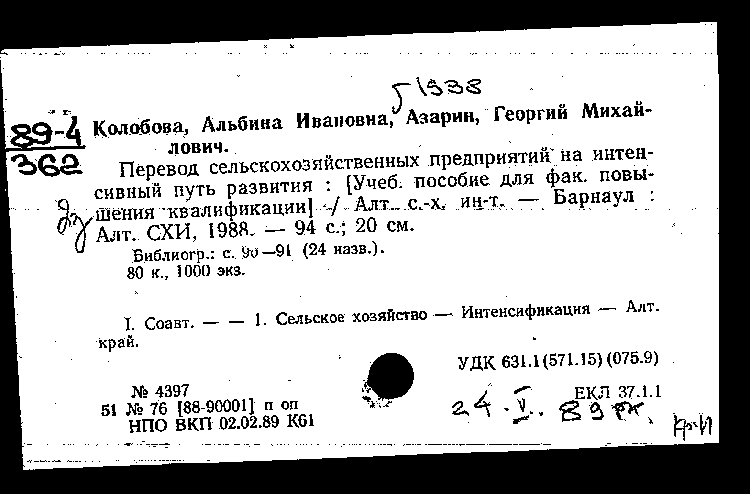 1938
89-4
362
Колобова, Альбина Ивановна, Азарин, Георгий Михай-
лович.
Перевод сельскохозяйственных предприятий на интен-
сивный путь развития : [Учеб. пособие для фак. повы-
шения квалификации] / Алт. с.-х. ин-т. — Барнаул :
Алт. СХИ, 1988. — 94 с.; 20 см.
Библиогр.: с. 90—91 (24 назв.).
80 к., 1000 экз.
I. Соавт. — — 1. Сельское хозяйство — Интенсификация — Алт.
край.
УДК 631.1(571.15)(075.9)
№ 4397
ЕКЛ 37.1.1
51 № 76 [88-90001] п оп
24.V.89
НПО ВКП 02.02.89 К61